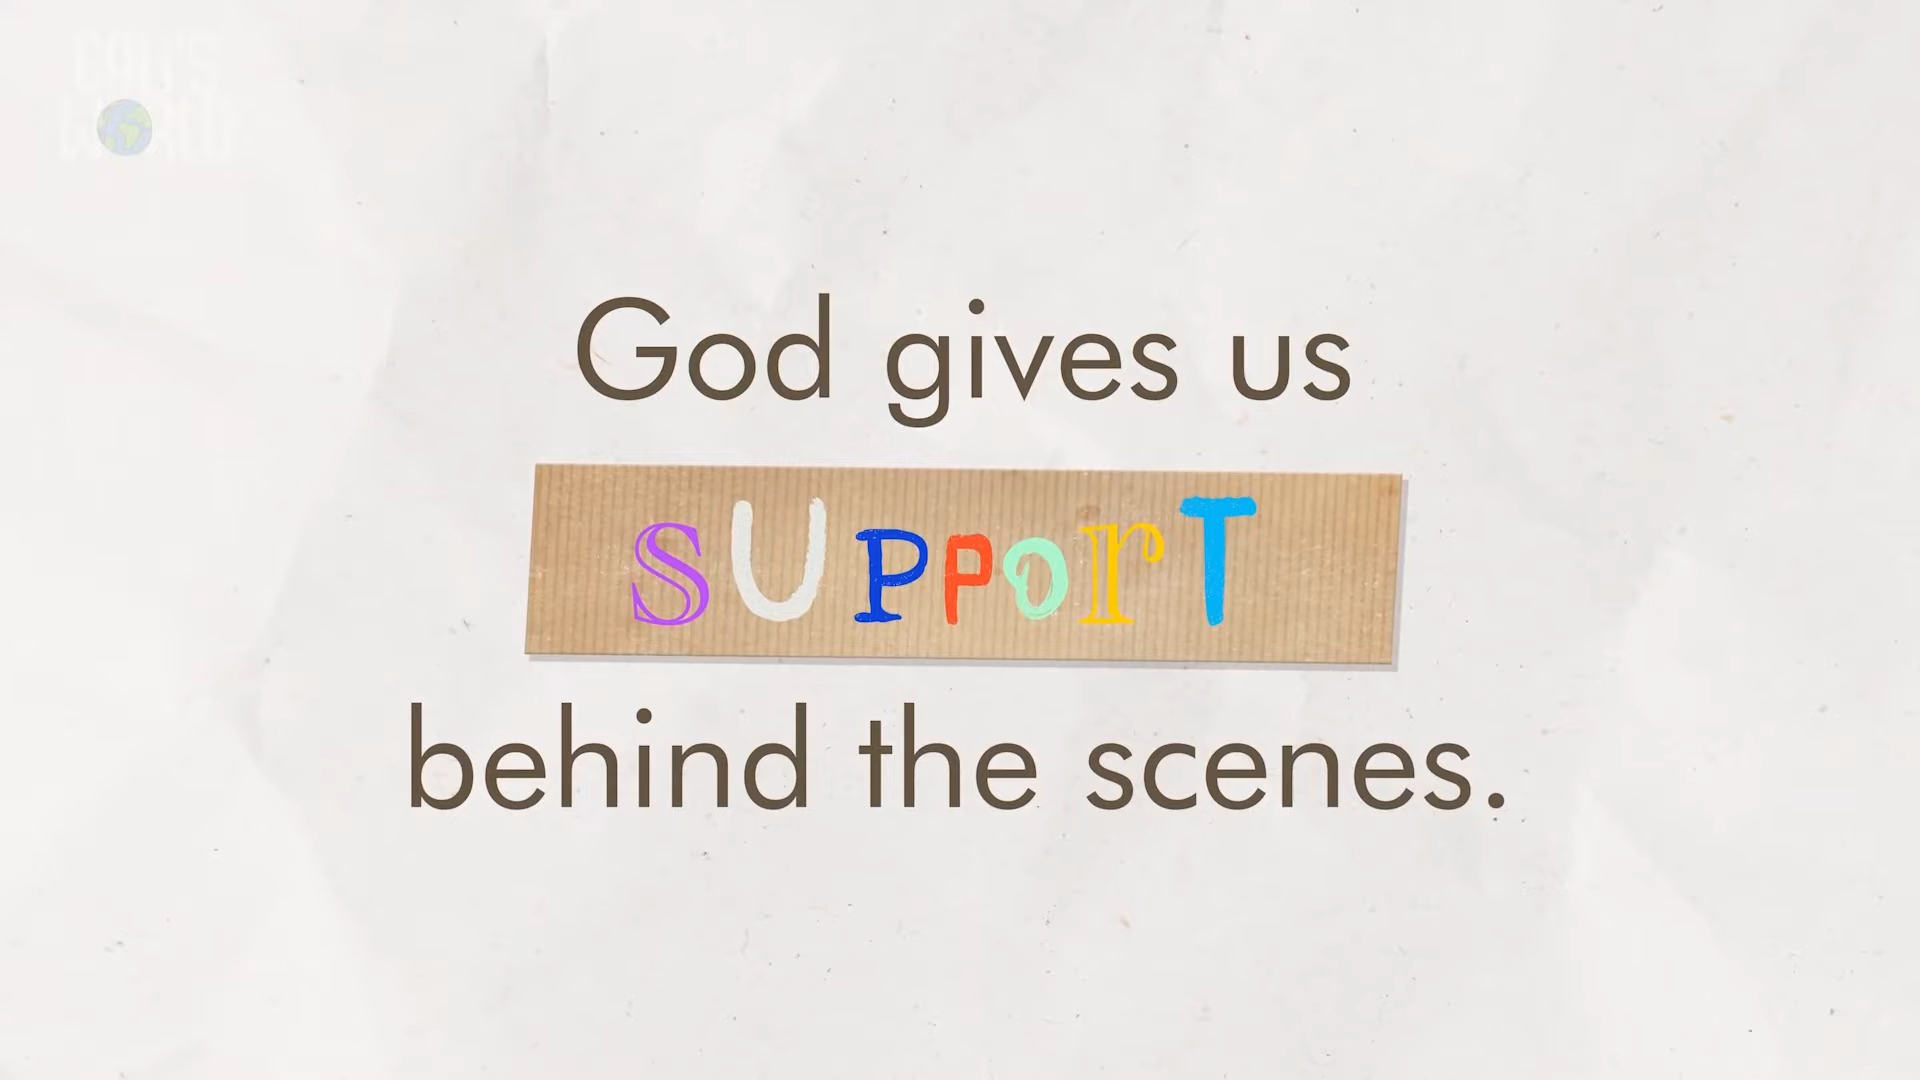 God gives us
sUPPOrT
behind the scenes.